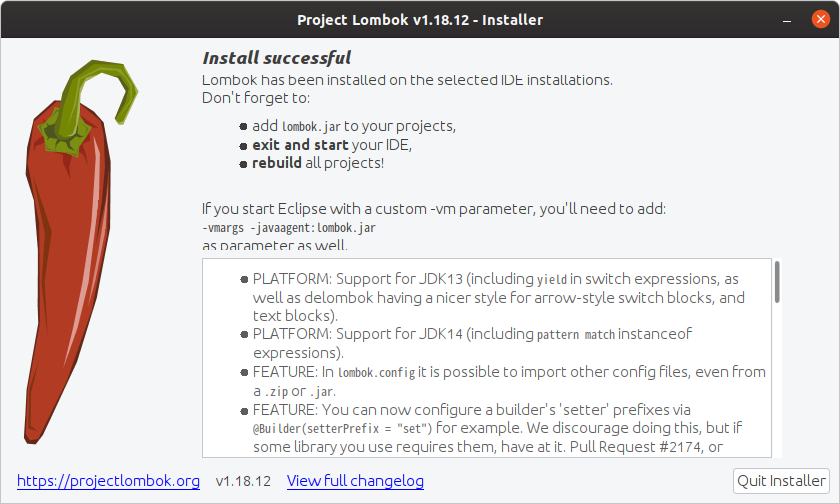 Project Lombok v1.18.12 - Installer
Install successful
Lombok has been installed on the selected IDE installations.
Don't forget to:
add lombok.jar to your projects,
exit and start your IDE,
rebuild all projects!
If you start Eclipse with a custom -vm parameter, you'll need to add:
-vmargs -javaagent:lombok.jar
as parameter as well.
PLATFORM: Support for JDK13 (including yield in switch expressions, as
well as delombok having a nicer style for arrow-style switch blocks, and
text blocks).
PLATFORM: Support for JDK14 (including pattern match instanceof
expressions).
FEATURE: In lombok.config it is possible to import other config files, even from
a .zip or .jar.
FEATURE: You can now configure a builder's 'setter' prefixes via
@Builder(setterPrefix = "set") for example. We discourage doing this, but if
some library you use requires them, have at it. Pull Request #2174, or
https://projectlombok.org v1.18.12 View full changelog Quit Installer